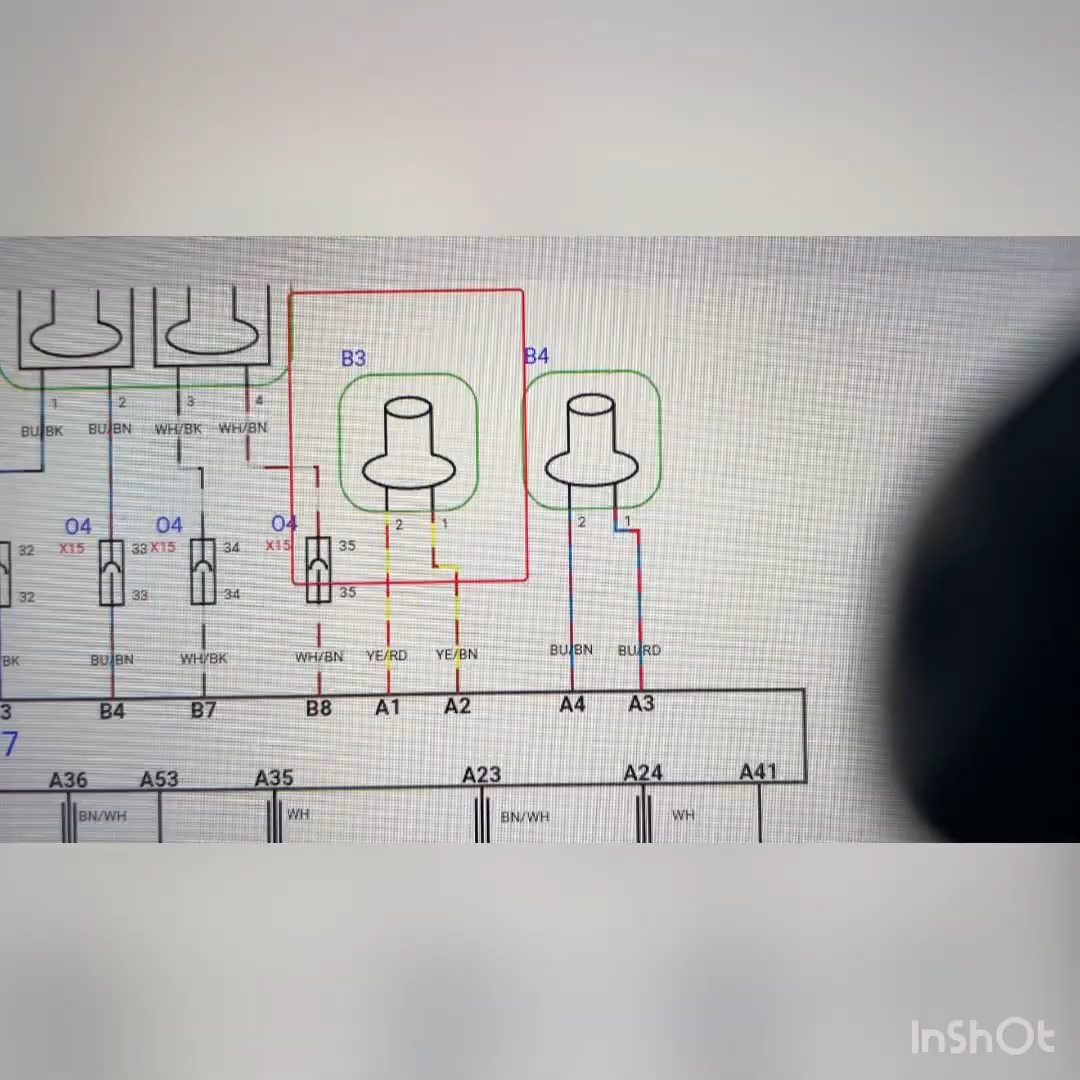 B3
B4
1 2 3 4
BU/BK BU/BN WH/BK WH/BN
2 1 2 1
O4 O4 O4
X15 X15 X15
32 33 34 35
32 33 34 35
BK BU/BN WH/BK WH/BN YE/RD YE/BN BU/BN BU/RD
3 B4 B7 B8 A1 A2 A4 A3
7
A36 A53 A35 A23 A24 A41
BN/WH WH BN/WH WH
InShOt